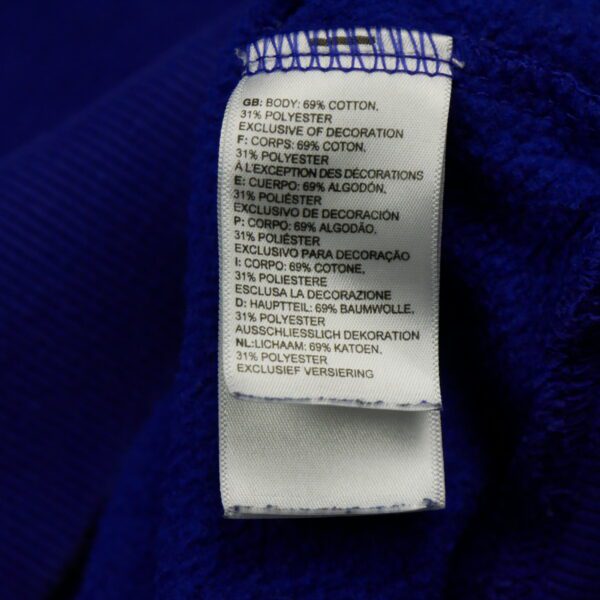 GB: BODY: 69% COTTON,
31% POLYESTER
EXCLUSIVE OF DECORATION
F: CORPS: 69% COTON,
31% POLYESTER
À L'EXCEPTION DES DÉCORATIONS
E: CUERPO: 69% ALGODÓN,
31% POLIÉSTER
EXCLUSIVO DE DECORACIÓN
P: CORPO: 69% ALGODÃO,
31% POLIÉSTER
EXCLUSIVO PARA DECORAÇÃO
I: CORPO: 69% COTONE,
31% POLIESTERE
ESCLUSA LA DECORAZIONE
D: HAUPTTEIL: 69% BAUMWOLLE,
31% POLYESTER
AUSSCHLIESSLICH DEKORATION
NL: LICHAAM: 69% KATOEN,
31% POLYESTER
EXCLUSIEF VERSIERING